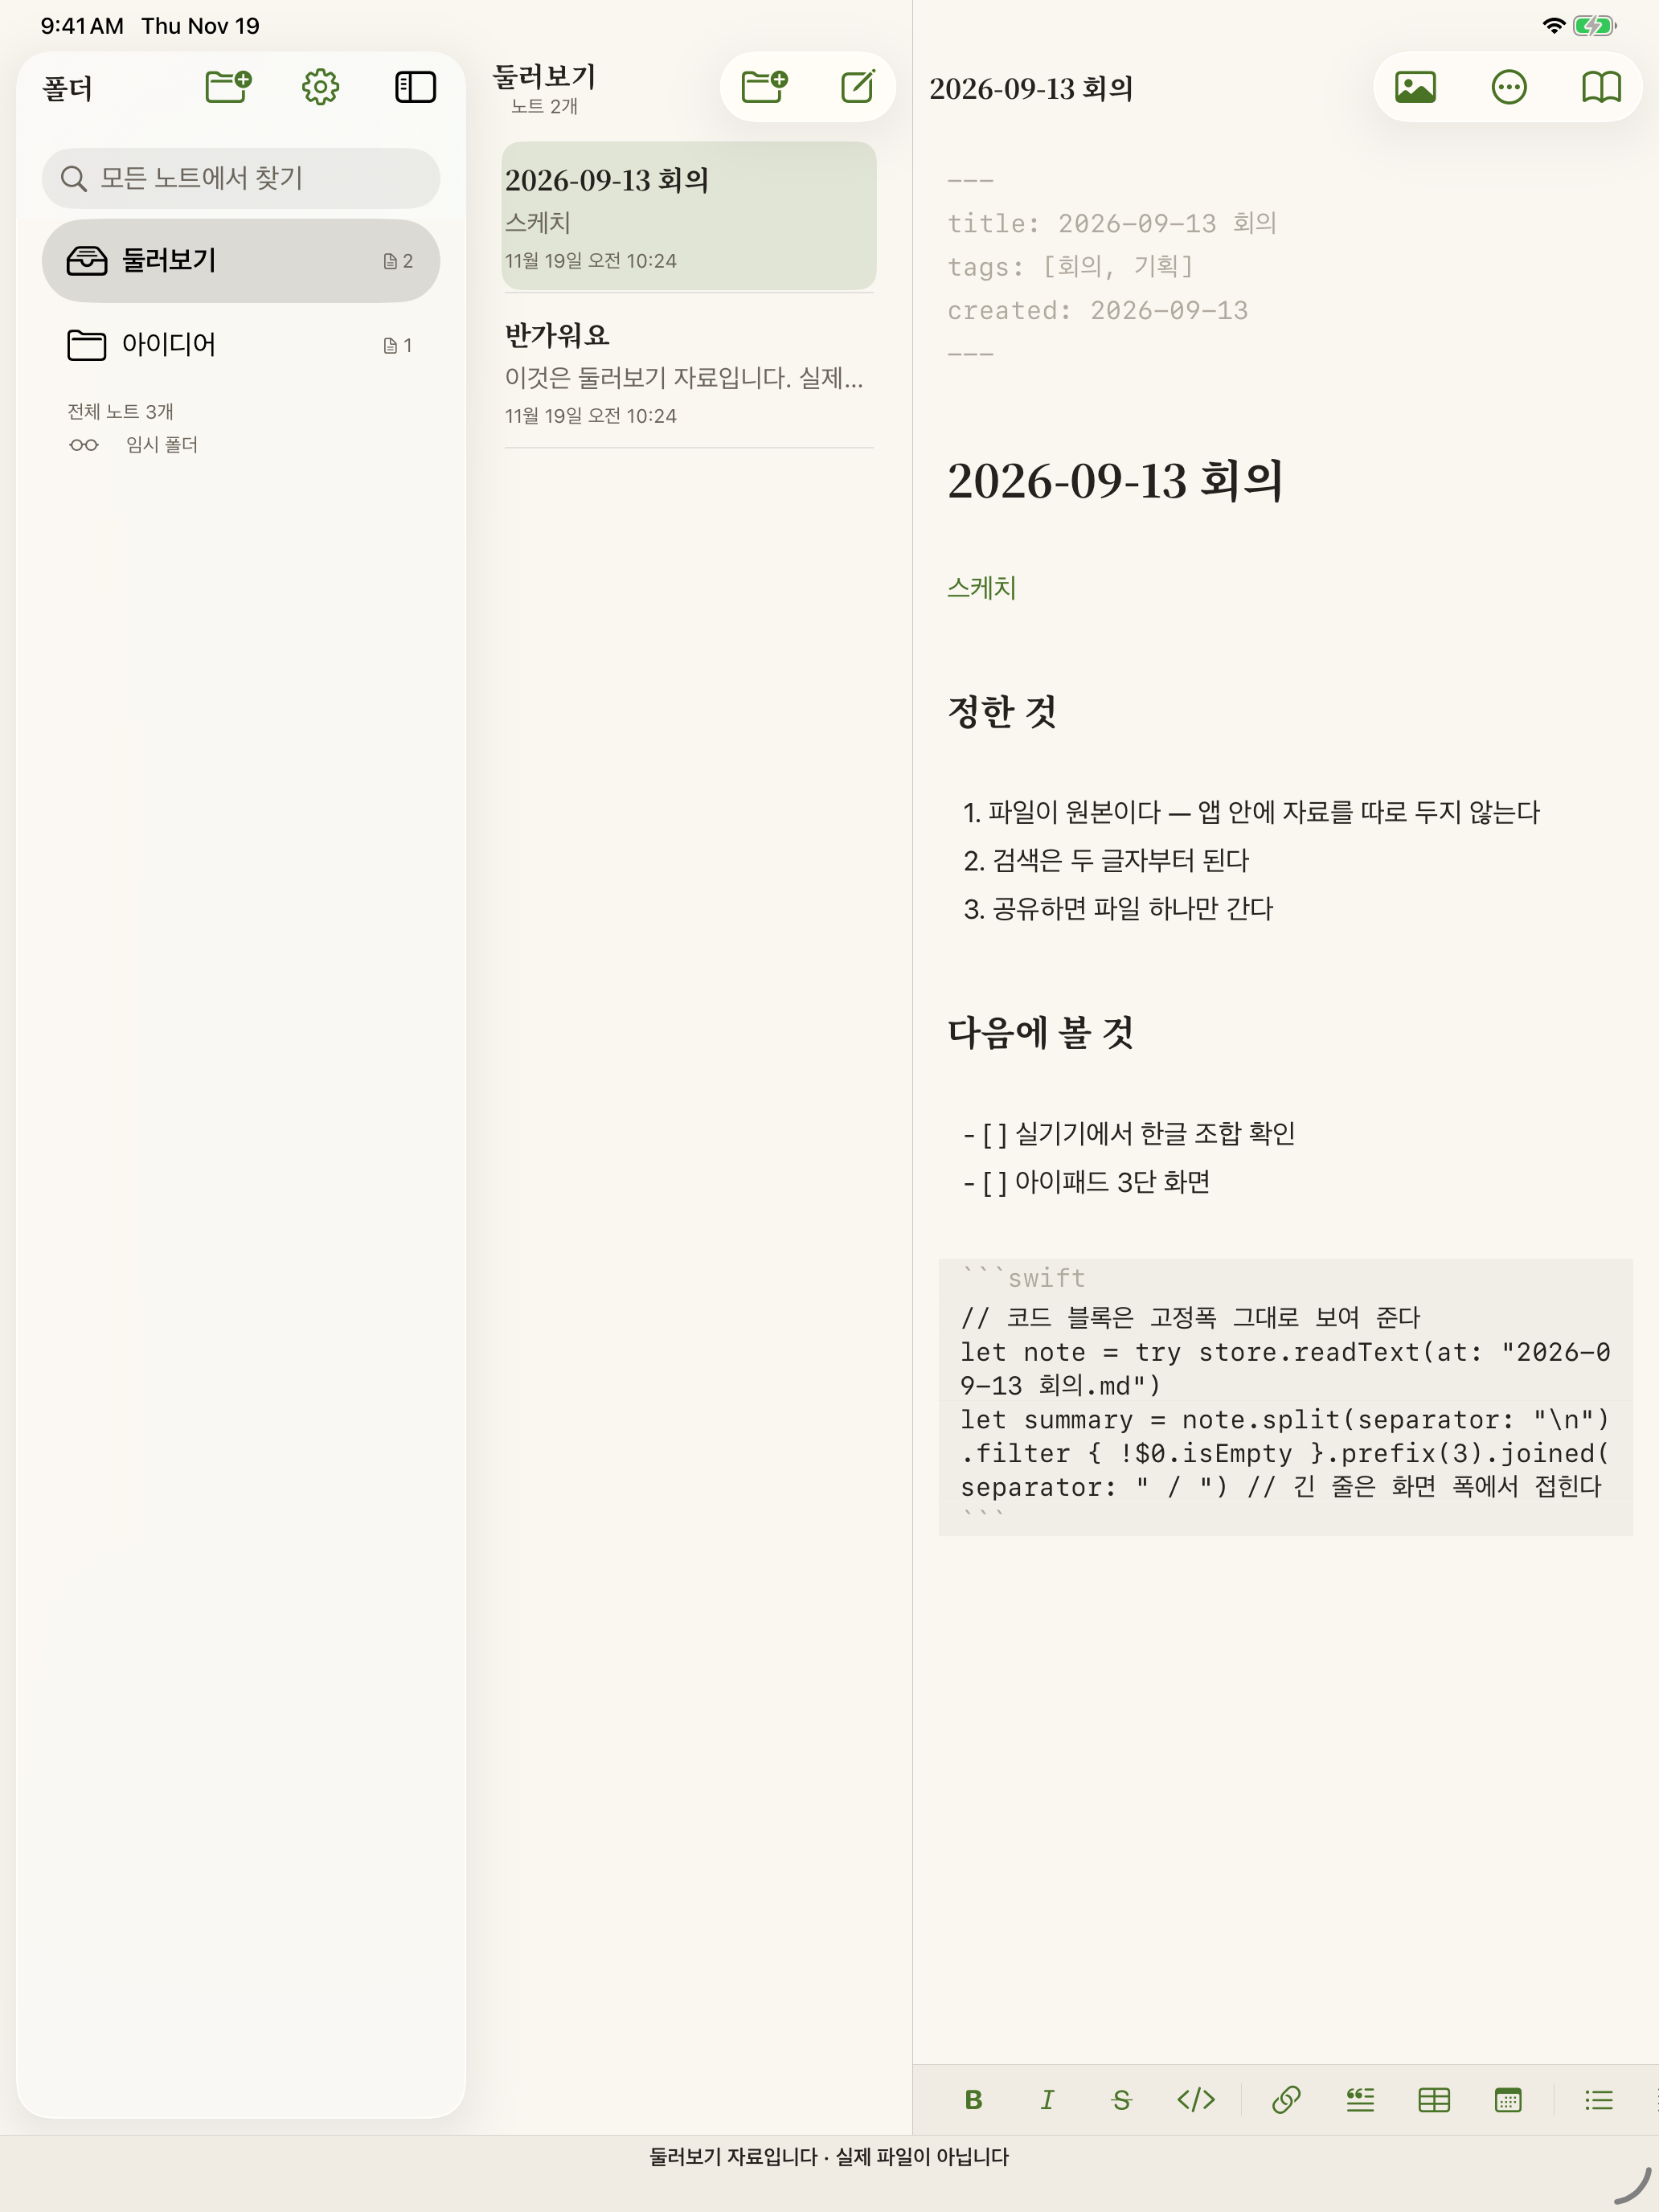 9:41 AM Thu Nov 19
폴더
모든 노트에서 찾기
둘러보기 2
아이디어 1
전체 노트 3개
임시 폴더
둘러보기
노트 2개
2026-09-13 회의
스케치
11월 19일 오전 10:24
반가워요
이것은 둘러보기 자료입니다. 실제...
11월 19일 오전 10:24
2026-09-13 회의
---
title: 2026-09-13 회의
tags: [회의, 기획]
created: 2026-09-13
---
2026-09-13 회의
스케치
정한 것
1. 파일이 원본이다 — 앱 안에 자료를 따로 두지 않는다
2. 검색은 두 글자부터 된다
3. 공유하면 파일 하나만 간다
다음에 볼 것
- [ ] 실기기에서 한글 조합 확인
- [ ] 아이패드 3단 화면
```swift
// 코드 블록은 고정폭 그대로 보여 준다
let note = try store.readText(at: "2026-0
9-13 회의.md")
let summary = note.split(separator: "\n")
.filter { !$0.isEmpty }.prefix(3).joined(
separator: " / ") // 긴 줄은 화면 폭에서 접힌다
```
B I S </>
둘러보기 자료입니다 · 실제 파일이 아닙니다